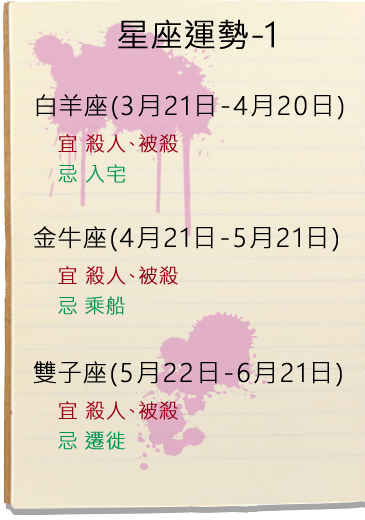 星座運勢-1
白羊座(3月21日-4月20日)
宜 殺人、被殺
忌 入宅
金牛座(4月21日-5月21日)
宜 殺人、被殺
忌 乘船
雙子座(5月22日-6月21日)
宜 殺人、被殺
忌 遷徙